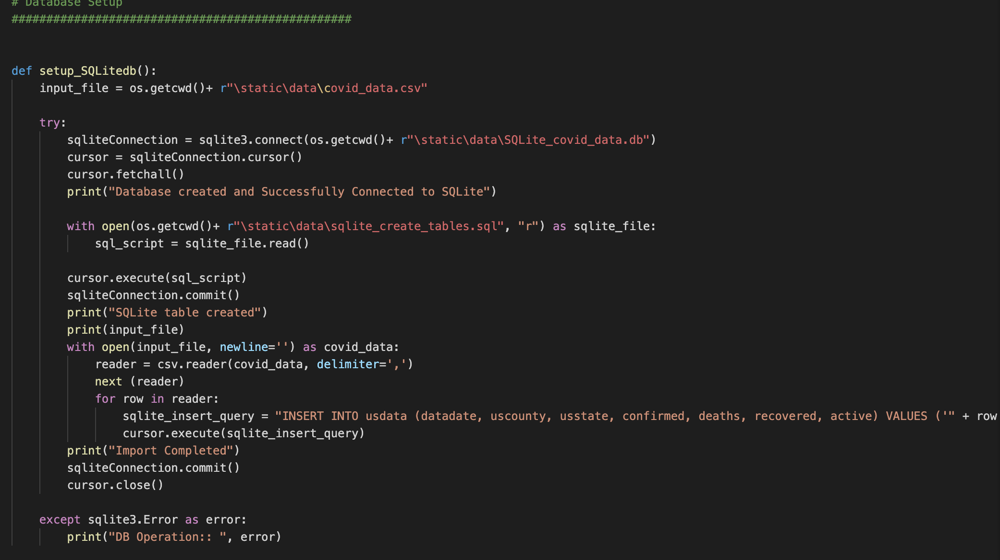 # Database Setup
#################################################
def setup_SQLitedb():
    input_file = os.getcwd()+ r"\static\data\covid_data.csv"
    try:
        sqliteConnection = sqlite3.connect(os.getcwd()+ r"\static\data\SQLite_covid_data.db")
        cursor = sqliteConnection.cursor()
        cursor.fetchall()
        print("Database created and Successfully Connected to SQLite")
        with open(os.getcwd()+ r"\static\data\sqlite_create_tables.sql", "r") as sqlite_file:
            sql_script = sqlite_file.read()
        cursor.execute(sql_script)
        sqliteConnection.commit()
        print("SQLite table created")
        print(input_file)
        with open(input_file, newline='') as covid_data:
            reader = csv.reader(covid_data, delimiter=',')
            next (reader)
            for row in reader:
                sqlite_insert_query = "INSERT INTO usdata (datadate, uscounty, usstate, confirmed, deaths, recovered, active) VALUES ('" + row
                cursor.execute(sqlite_insert_query)
        print("Import Completed")
        sqliteConnection.commit()
        cursor.close()
    except sqlite3.Error as error:
        print("DB Operation:: ", error)